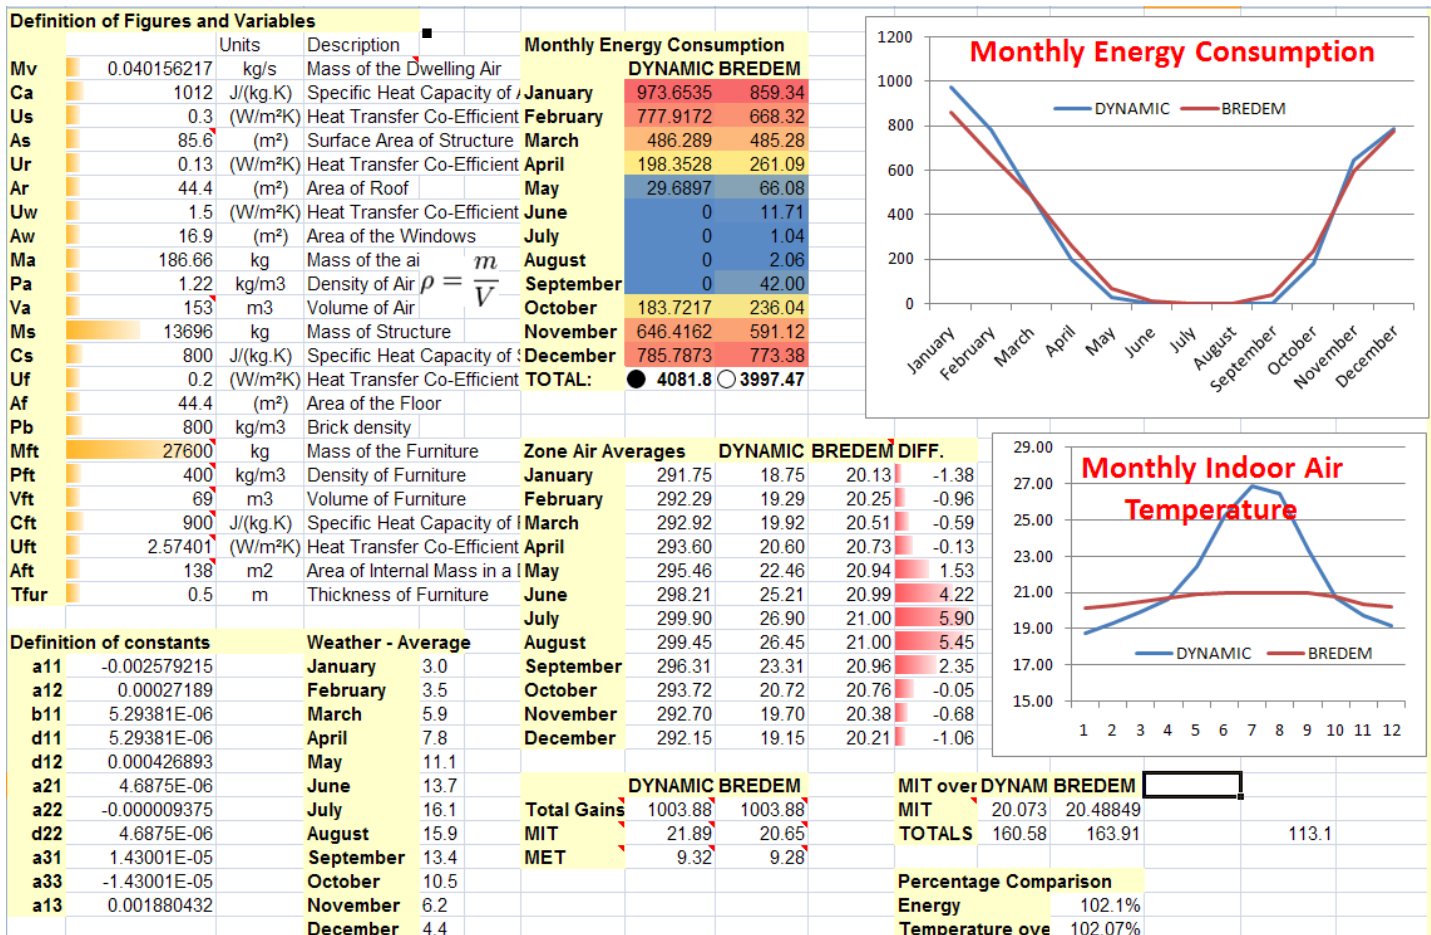 Definition of Figures and Variables
Units Description
Mv 0.040156217 kg/s Mass of the Dwelling Air
Ca 1012 J/(kg.K) Specific Heat Capacity of
Us 0.3 (W/m²K) Heat Transfer Co-Efficient
As 85.6 (m²) Surface Area of Structure
Ur 0.13 (W/m²K) Heat Transfer Co-Efficient
Ar 44.4 (m²) Area of Roof
Uw 1.5 (W/m²K) Heat Transfer Co-Efficient
Aw 16.9 (m²) Area of the Windows
Ma 186.66 kg Mass of the ai
Pa 1.22 kg/m3 Density of Air
ρ = m/V
Va 153 m3 Volume of Air
Ms 13696 kg Mass of Structure
Cs 800 J/(kg.K) Specific Heat Capacity of
Uf 0.2 (W/m²K) Heat Transfer Co-Efficient
Af 44.4 (m²) Area of the Floor
Pb 800 kg/m3 Brick density
Mft 27600 kg Mass of the Furniture
Pft 400 kg/m3 Density of Furniture
Vft 69 m3 Volume of Furniture
Cft 900 J/(kg.K) Specific Heat Capacity of
Uft 2.57401 (W/m²K) Heat Transfer Co-Efficient
Aft 138 m2 Area of Internal Mass in a
Tfur 0.5 m Thickness of Furniture
Monthly Energy Consumption
DYNAMIC BREDEM
January 973.6535 859.34
February 777.9172 668.32
March 486.289 485.28
April 198.3528 261.09
May 29.6897 66.08
June 0 11.71
July 0 1.04
August 0 2.06
September 0 42.00
October 183.7217 236.04
November 646.4162 591.12
December 785.7873 773.38
TOTAL: 4081.8 3997.47
Monthly Energy Consumption
DYNAMIC BREDEM
1200
1000
800
600
400
200
0
January February March April May June July August September October November December
Zone Air Averages DYNAMIC BREDEM DIFF.
January 291.75 18.75 20.13 -1.38
February 292.29 19.29 20.25 -0.96
March 292.92 19.92 20.51 -0.59
April 293.60 20.60 20.73 -0.13
May 295.46 22.46 20.94 1.53
June 298.21 25.21 20.99 4.22
July 299.90 26.90 21.00 5.90
August 299.45 26.45 21.00 5.45
September 296.31 23.31 20.96 2.35
October 293.72 20.72 20.76 -0.05
November 292.70 19.70 20.38 -0.68
December 292.15 19.15 20.21 -1.06
Monthly Indoor Air
Temperature
29.00
27.00
25.00
23.00
21.00
19.00
17.00
15.00
DYNAMIC BREDEM
1 2 3 4 5 6 7 8 9 10 11 12
Definition of constants
a11 -0.002579215
a12 0.00027189
b11 5.29381E-06
d11 5.29381E-06
d12 0.000426893
a21 4.6875E-06
a22 -0.000009375
d22 4.6875E-06
a31 1.43001E-05
a33 -1.43001E-05
a13 0.001880432
Weather - Average
January 3.0
February 3.5
March 5.9
April 7.8
May 11.1
June 13.7
July 16.1
August 15.9
September 13.4
October 10.5
November 6.2
December 4.4
DYNAMIC BREDEM
Total Gains 1003.88 1003.88
MIT 21.89 20.65
MET 9.32 9.28
MIT over DYNAM BREDEM
MIT 20.073 20.48849
TOTALS 160.58 163.91 113.1
Percentage Comparison
Energy 102.1%
Temperature ove 102.07%